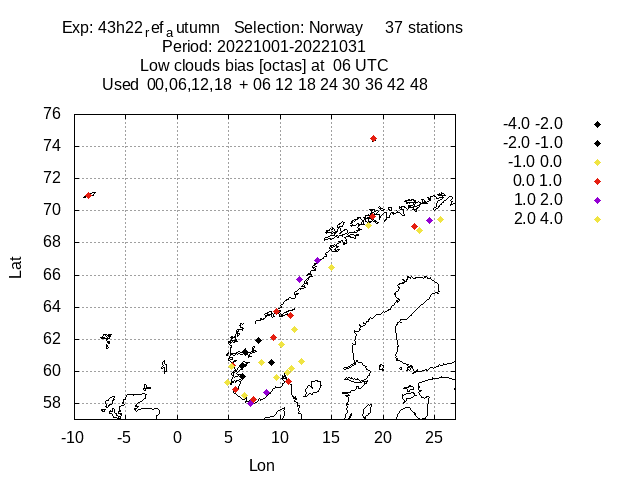 Exp: 43h22ref autumn   Selection: Norway     37 stations
Period: 20221001-20221031
Low clouds bias [octas] at  06 UTC
Used  00,06,12,18  + 06 12 18 24 30 36 42 48
76
74
72
70
68
66
64
62
60
58
-10 -5 0 5 10 15 20 25
Lat
Lon
-4.0 -2.0
-2.0 -1.0
-1.0 0.0
0.0 1.0
1.0 2.0
2.0 4.0